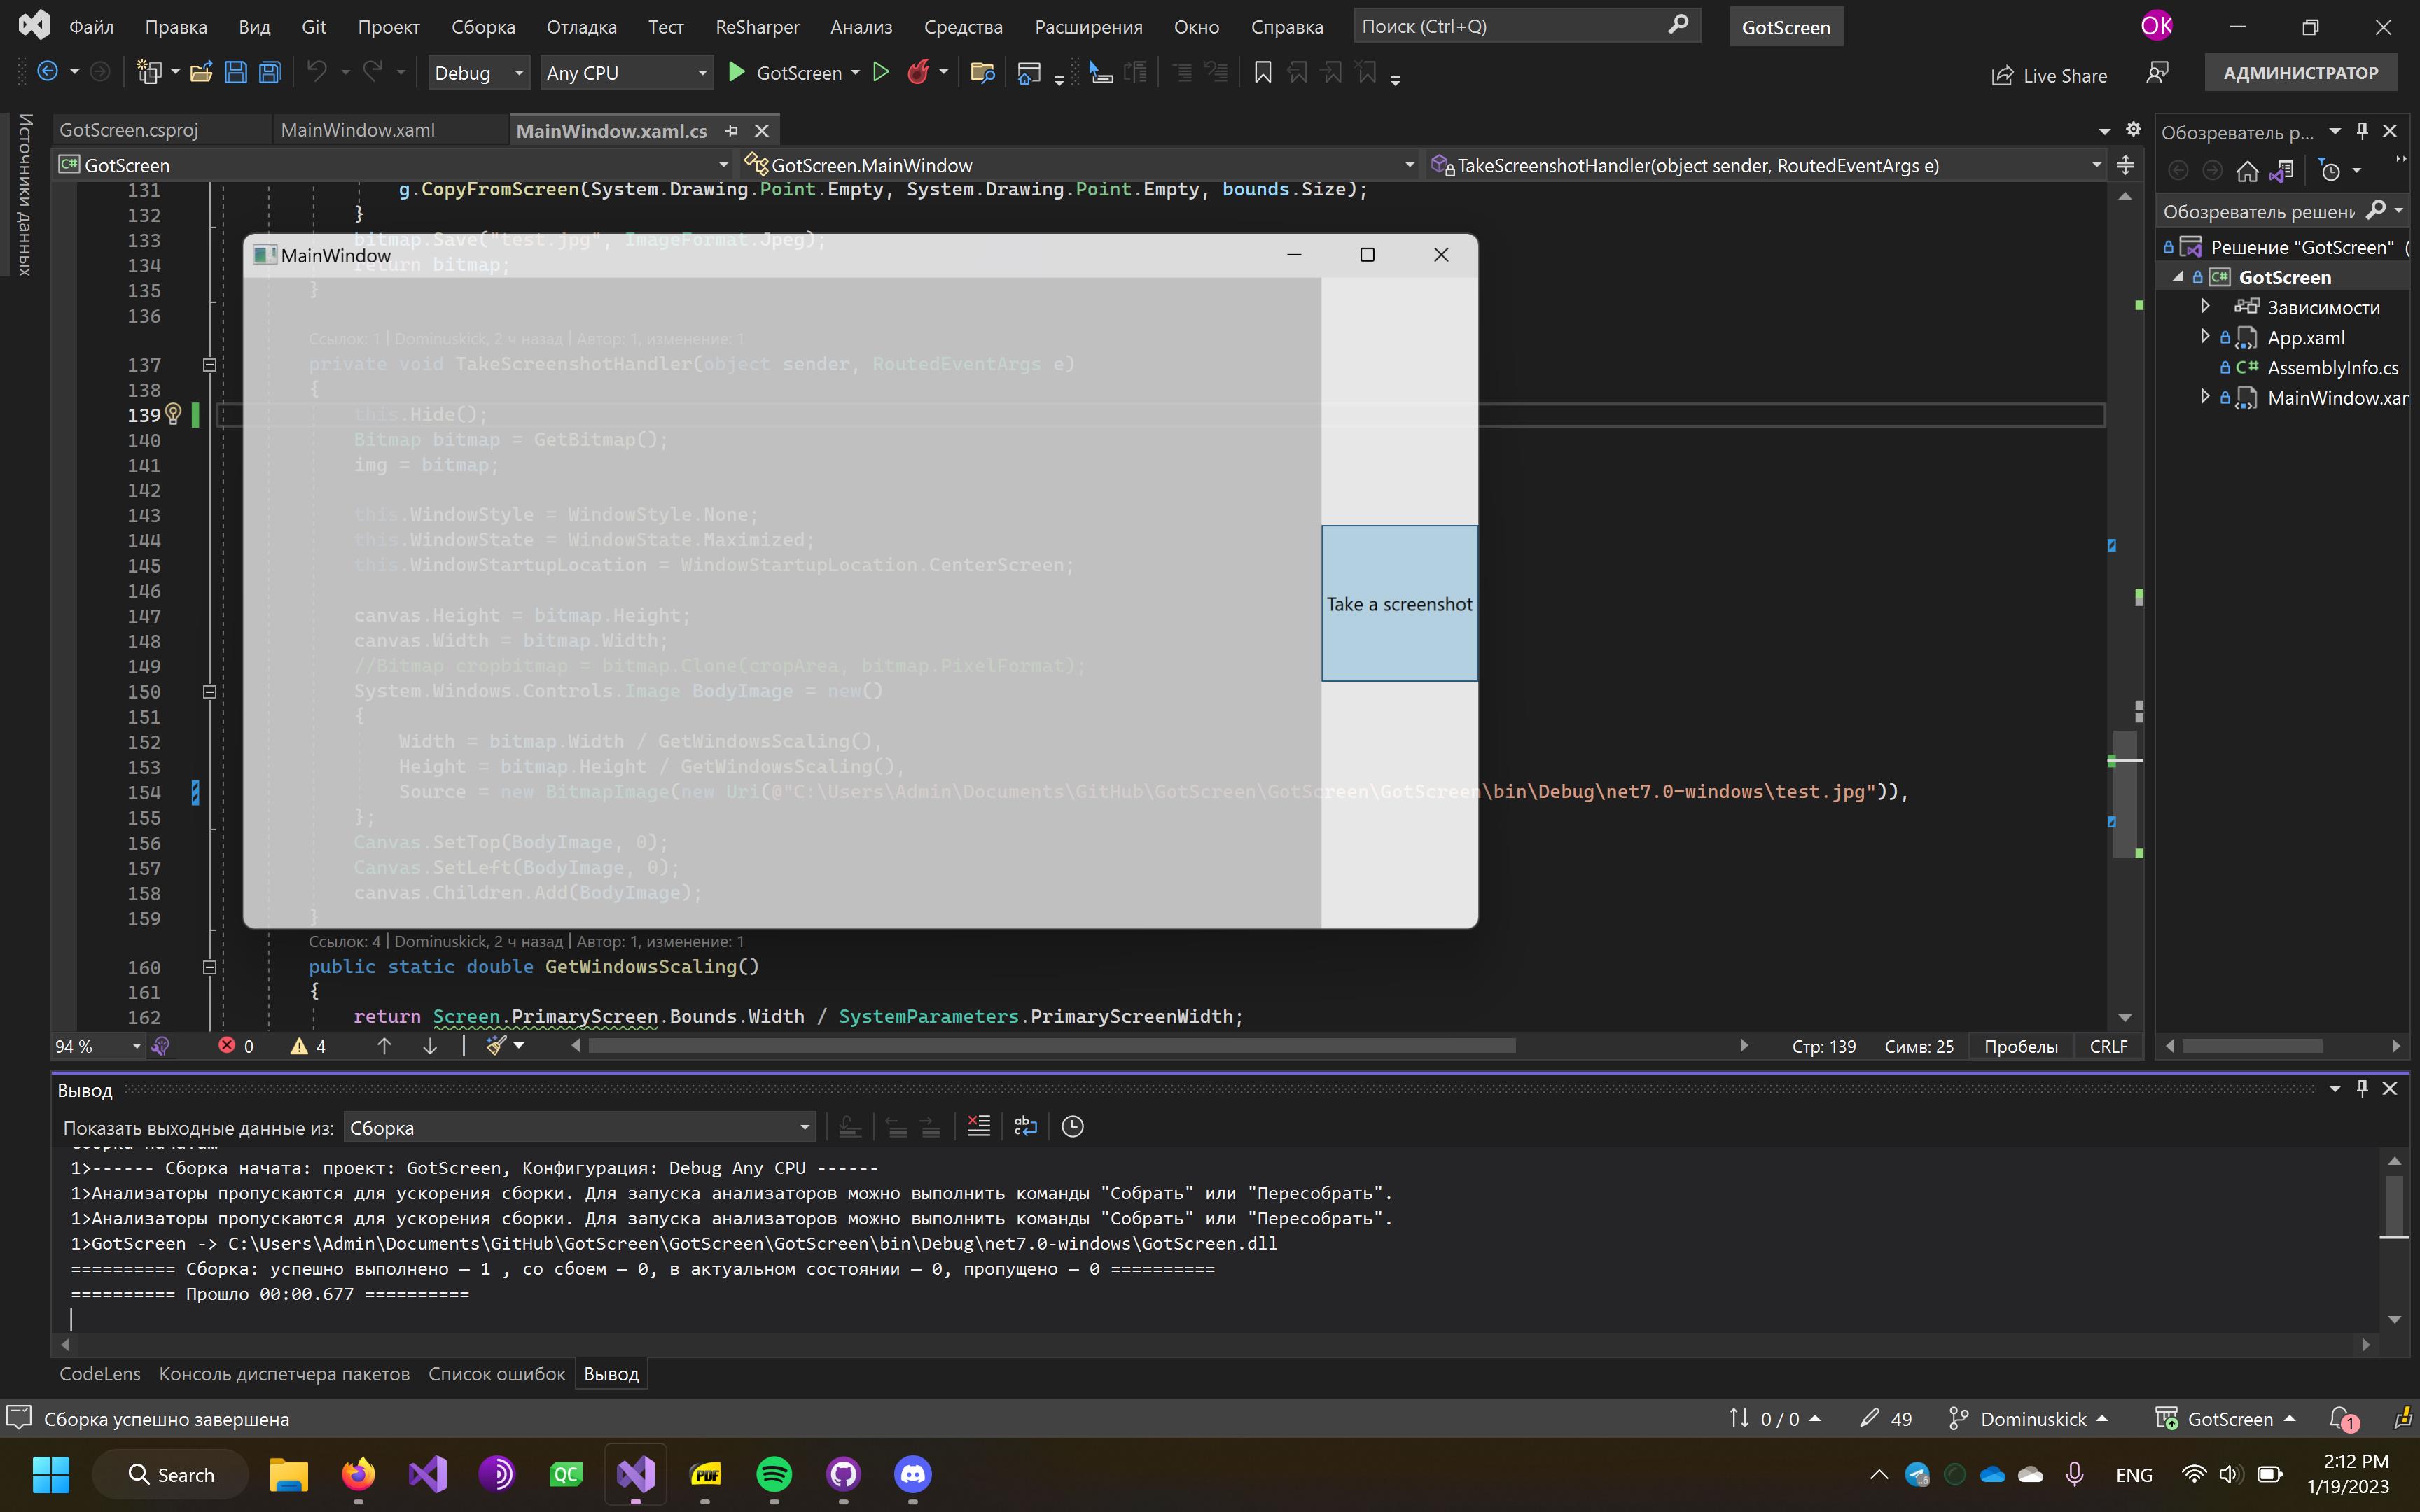 Файл Правка Вид Git Проект Сборка Отладка Тест ReSharper Анализ Средства Расширения Окно Справка Поиск (Ctrl+Q) GotScreen OK
Debug Any CPU GotScreen Live Share АДМИНИСТРАТОР
Источники данных
GotScreen.csproj MainWindow.xaml MainWindow.xaml.cs
C# GotScreen GotScreen.MainWindow TakeScreenshotHandler(object sender, RoutedEventArgs e)
131 g.CopyFromScreen(System.Drawing.Point.Empty, System.Drawing.Point.Empty, bounds.Size);
132 }
133 bitmap.Save("test.jpg", ImageFormat.Jpeg);
MainWindow
134 return bitmap;
135 }
136
Ссылок: 1 | Dominuskick, 2 ч назад | Автор: 1, изменение: 1
137 private void TakeScreenshotHandler(object sender, RoutedEventArgs e)
138 {
139 this.Hide();
140 Bitmap bitmap = GetBitmap();
141 img = bitmap;
142
143 this.WindowStyle = WindowStyle.None;
144 this.WindowState = WindowState.Maximized;
145 this.WindowStartupLocation = WindowStartupLocation.CenterScreen;
146
Take a screenshot
147 canvas.Height = bitmap.Height;
148 canvas.Width = bitmap.Width;
149 //Bitmap cropbitmap = bitmap.Clone(cropArea, bitmap.PixelFormat);
150 System.Windows.Controls.Image BodyImage = new()
151 {
152 Width = bitmap.Width / GetWindowsScaling(),
153 Height = bitmap.Height / GetWindowsScaling(),
154 Source = new BitmapImage(new Uri(@"C:\Users\Admin\Documents\GitHub\GotScreen\GotScreen\GotScreen\bin\Debug\net7.0-windows\test.jpg")),
155 };
156 Canvas.SetTop(BodyImage, 0);
157 Canvas.SetLeft(BodyImage, 0);
158 canvas.Children.Add(BodyImage);
159 }
Ссылок: 4 | Dominuskick, 2 ч назад | Автор: 1, изменение: 1
160 public static double GetWindowsScaling()
161 {
162 return Screen.PrimaryScreen.Bounds.Width / SystemParameters.PrimaryScreenWidth;
94 % 0 4 Стр: 139 Симв: 25 Пробелы CRLF
Обозреватель р...
Обозреватель решени
Решение "GotScreen" (
C# GotScreen
Зависимости
App.xaml
C# AssemblyInfo.cs
MainWindow.xam
Вывод
Показать выходные данные из: Сборка
Сборка начата…
1>------ Сборка начата: проект: GotScreen, Конфигурация: Debug Any CPU ------
1>Анализаторы пропускаются для ускорения сборки. Для запуска анализаторов можно выполнить команды "Собрать" или "Пересобрать".
1>Анализаторы пропускаются для ускорения сборки. Для запуска анализаторов можно выполнить команды "Собрать" или "Пересобрать".
1>GotScreen -> C:\Users\Admin\Documents\GitHub\GotScreen\GotScreen\GotScreen\bin\Debug\net7.0-windows\GotScreen.dll
========== Сборка: успешно выполнено — 1 , со сбоем — 0, в актуальном состоянии — 0, пропущено — 0 ==========
========== Прошло 00:00.677 ==========
CodeLens Консоль диспетчера пакетов Список ошибок Вывод
Сборка успешно завершена 0 / 0 49 Dominuskick GotScreen 1
Search QC PDF ENG 2:12 PM
1/19/2023